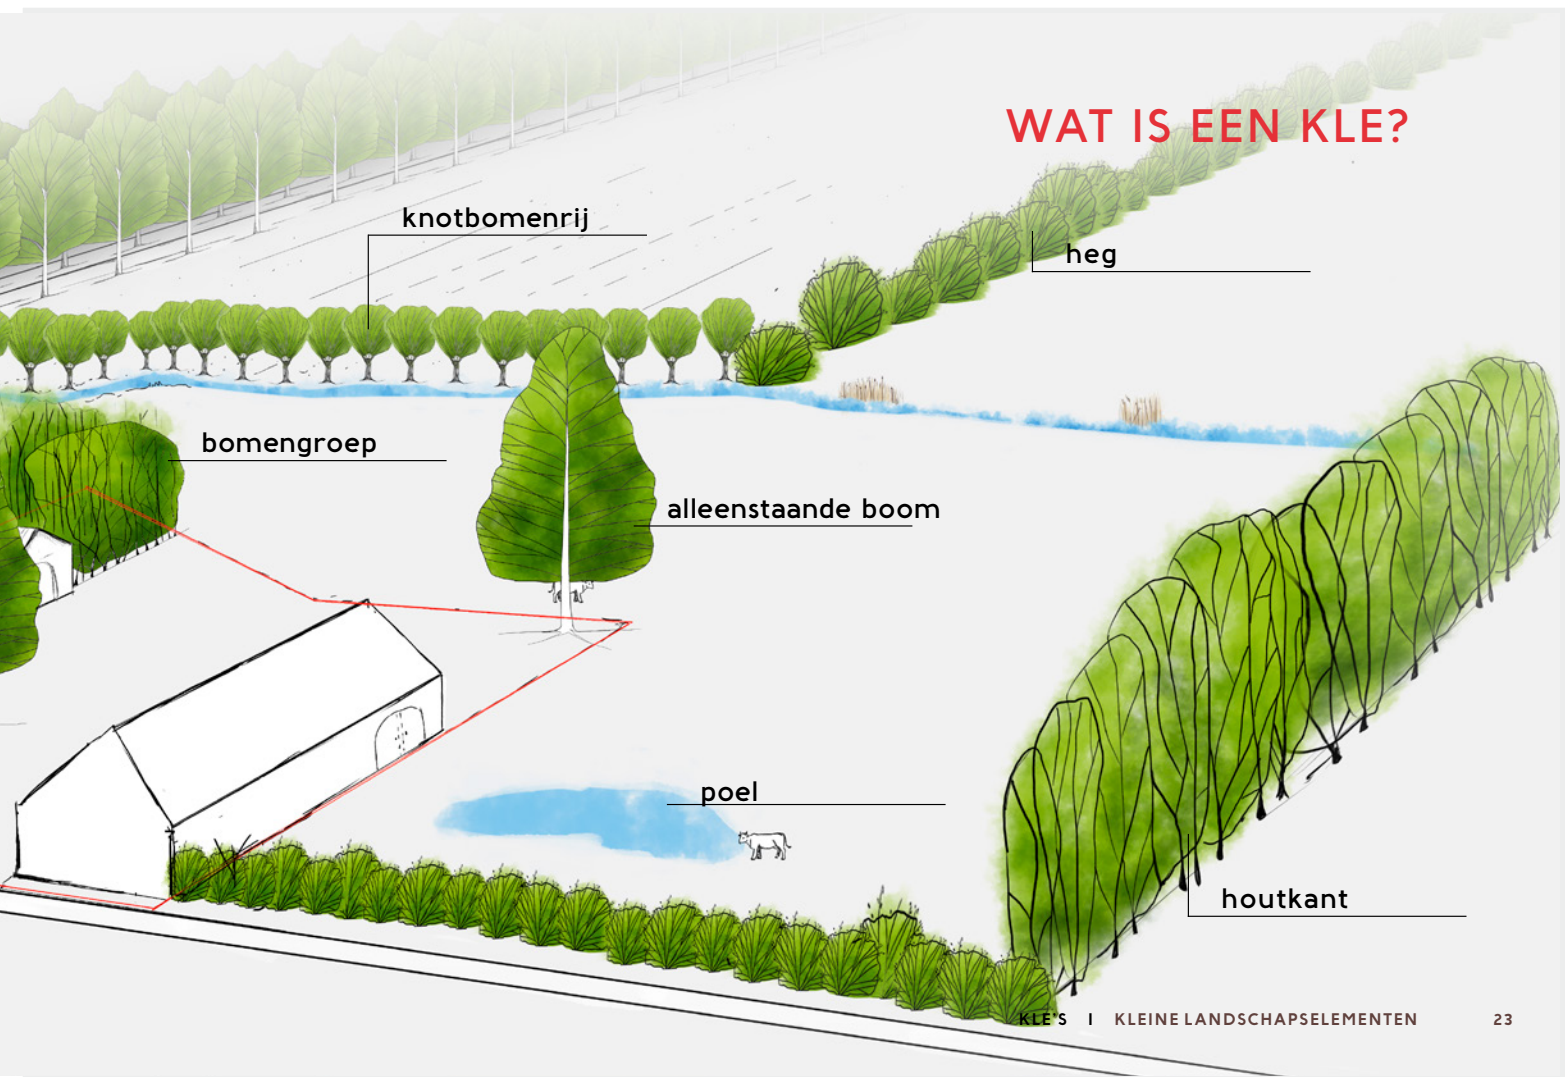 WAT IS EEN KLE?
knotbomenrij
heg
bomengroep
alleenstaande boom
poel
houtkant
KLE'S I KLEINE LANDSCHAPSELEMENTEN 23